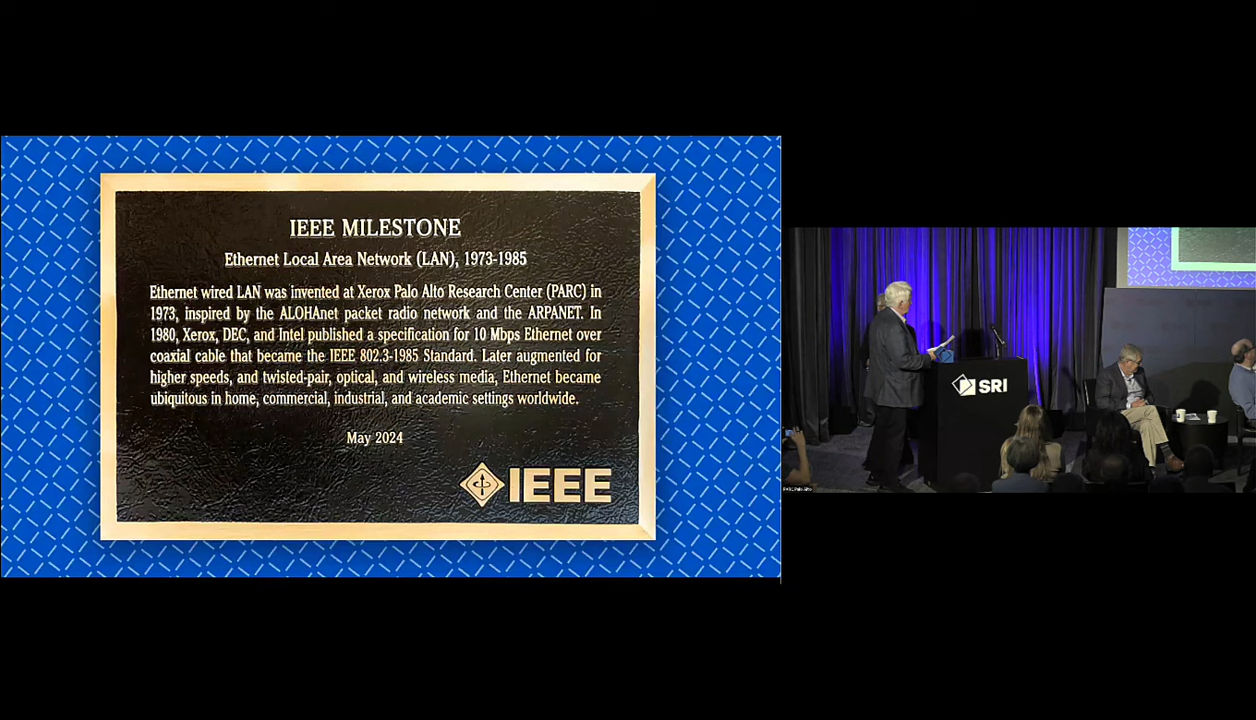 IEEE MILESTONE
Ethernet Local Area Network (LAN), 1973-1985
Ethernet wired LAN was invented at Xerox Palo Alto Research Center (PARC) in
1973, inspired by the ALOHAnet packet radio network and the ARPANET. In
1980, Xerox, DEC, and Intel published a specification for 10 Mbps Ethernet over
coaxial cable that became the IEEE 802.3-1985 Standard. Later augmented for
higher speeds, and twisted-pair, optical, and wireless media, Ethernet became
ubiquitous in home, commercial, industrial, and academic settings worldwide.
May 2024
IEEE
SRI
PARC Palo Alto